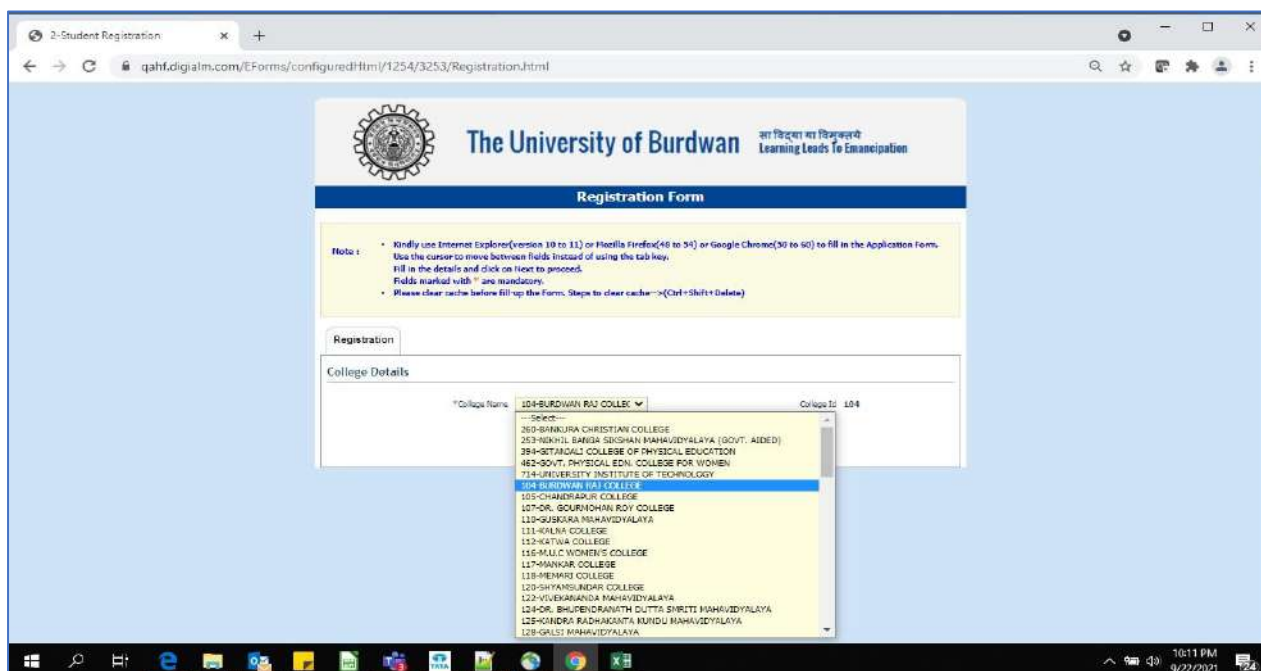 2-Student Registration
qahf.digialm.com/EForms/configuredHtml/1254/3253/Registration.html
The University of Burdwan
सा विद्या या विमुक्तये
Learning Leads To Emancipation
Registration Form
Note :
• Kindly use Internet Explorer(version 10 to 11) or Mozilla Firefox(48 to 54) or Google Chrome(50 to 60) to fill in the Application Form.
Use the cursor to move between fields instead of using the tab key.
Fill in the details and click on Next to proceed.
Fields marked with * are mandatory.
• Please clear cache before fill-up the Form. Steps to clear cache-->(Ctrl+Shift+Delete)
Registration
College Details
*College Name 104-BURDWAN RAJ COLLEC College Id 104
---Select---
260-BANKURA CHRISTIAN COLLEGE
253-NIKHIL BANGA SIKSHAN MAHAVIDYALAYA (GOVT. AIDED)
394-GITANJALI COLLEGE OF PHYSICAL EDUCATION
462-GOVT. PHYSICAL EDN. COLLEGE FOR WOMEN
714-UNIVERSITY INSTITUTE OF TECHNOLOGY
104-BURDWAN RAJ COLLEGE
105-CHANDRAPUR COLLEGE
107-DR. GOURMOHAN ROY COLLEGE
110-GUSKARA MAHAVIDYALAYA
111-KALNA COLLEGE
112-KATWA COLLEGE
116-M.U.C WOMEN'S COLLEGE
117-MANKAR COLLEGE
118-MEMARI COLLEGE
120-SHYAMSUNDAR COLLEGE
122-VIVEKANANDA MAHAVIDYALAYA
124-DR. BHUPENDRANATH DUTTA SMRITI MAHAVIDYALAYA
125-KANDRA RADHAKANTA KUNDU MAHAVIDYALAYA
128-GALSI MAHAVIDYALAYA
TATA
10:11 PM
9/22/2021
24